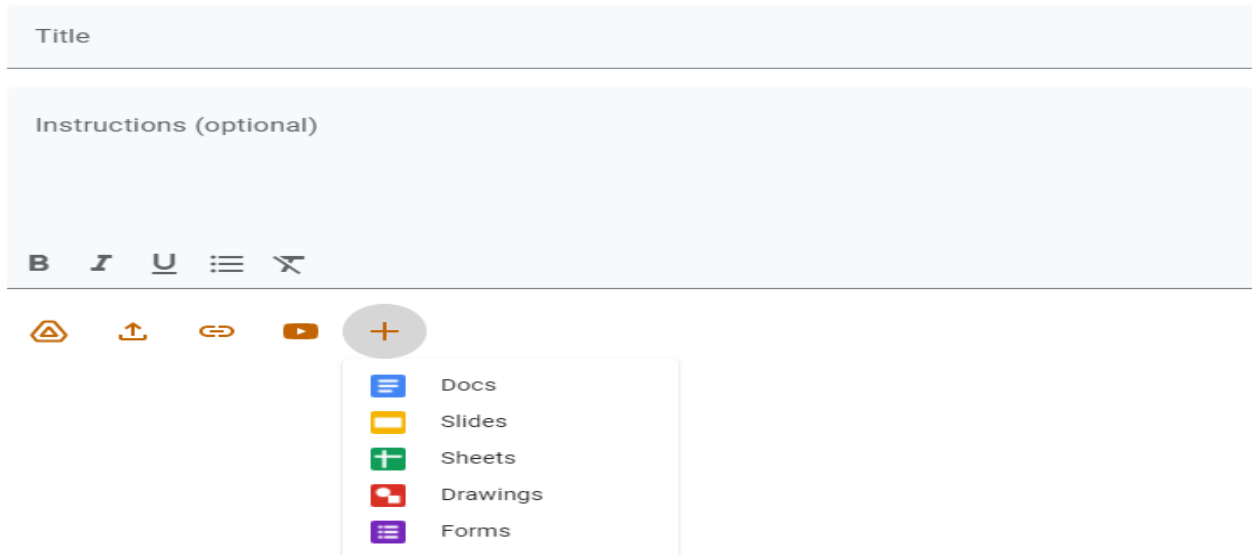 Title
Instructions (optional)
B I U
Docs
Slides
Sheets
Drawings
Forms